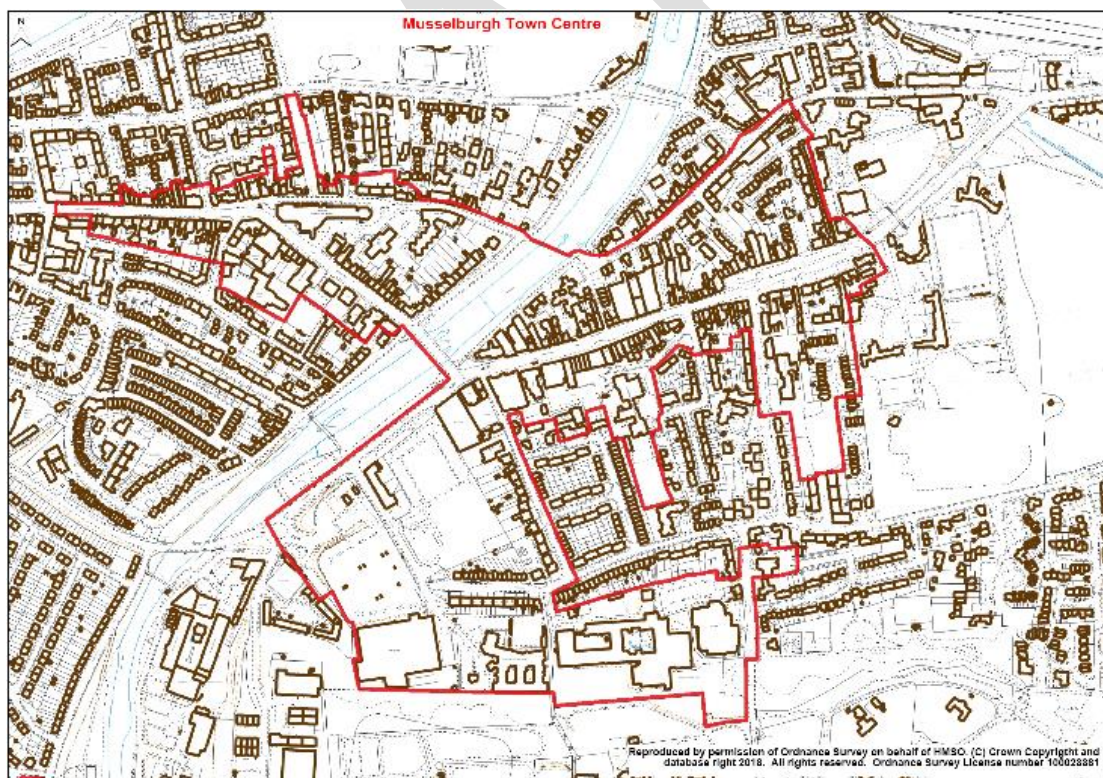 N
Musselburgh Town Centre
Reproduced by permission of Ordnance Survey on behalf of HMSO. (C) Crown Copyright and
database right 2018. All rights reserved. Ordnance Survey License number 100023381